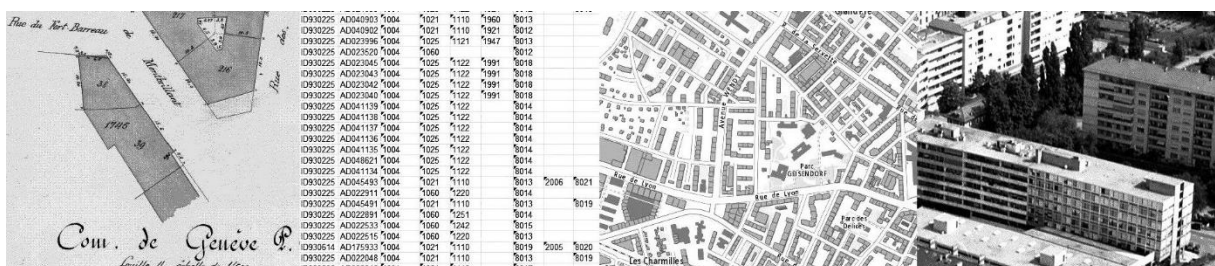 Rue du Fort Barreau
de
Montbrillant
Rue
des
217
216
31
1746
39
Com. de Genève P.
ID930225 AD040903 1004 1021 1110 1960 8013
ID930225 AD040902 1004 1021 1110 1921 8012
ID930225 AD023996 1004 1025 1121 1947 8013
ID930225 AD023520 1004 1060 8012
ID930225 AD023045 1004 1025 1122 1991 8018
ID930225 AD023043 1004 1025 1122 1991 8018
ID930225 AD023042 1004 1025 1122 1991 8018
ID930225 AD023040 1004 1025 1122 1991 8018
ID930225 AD041139 1004 1025 1122 8014
ID930225 AD041138 1004 1025 1122 8014
ID930225 AD041137 1004 1025 1122 8014
ID930225 AD041136 1004 1025 1122 8014
ID930225 AD041135 1004 1025 1122 8014
ID930225 AD048621 1004 1025 1122 8014
ID930225 AD041134 1004 1025 1122 8014
ID930225 AD045493 1004 1021 1110 8013 2006 8021
ID930225 AD022911 1004 1060 1220 8014
ID930225 AD045491 1004 1021 1110 8013 8019
ID930225 AD022891 1004 1060 1251 8014
ID930225 AD022533 1004 1060 1242 8015
ID930225 AD022515 1004 1060 1220 8013
ID930614 AD175933 1004 1021 1110 8019 2005 8020
ID930225 AD022048 1004 1021 1110 8013 8019
Avenue Wendt
Parc
GEISENDORF
Rue de Lyon
Rue de Lyon
Parc des
Délices
Les Charmilles